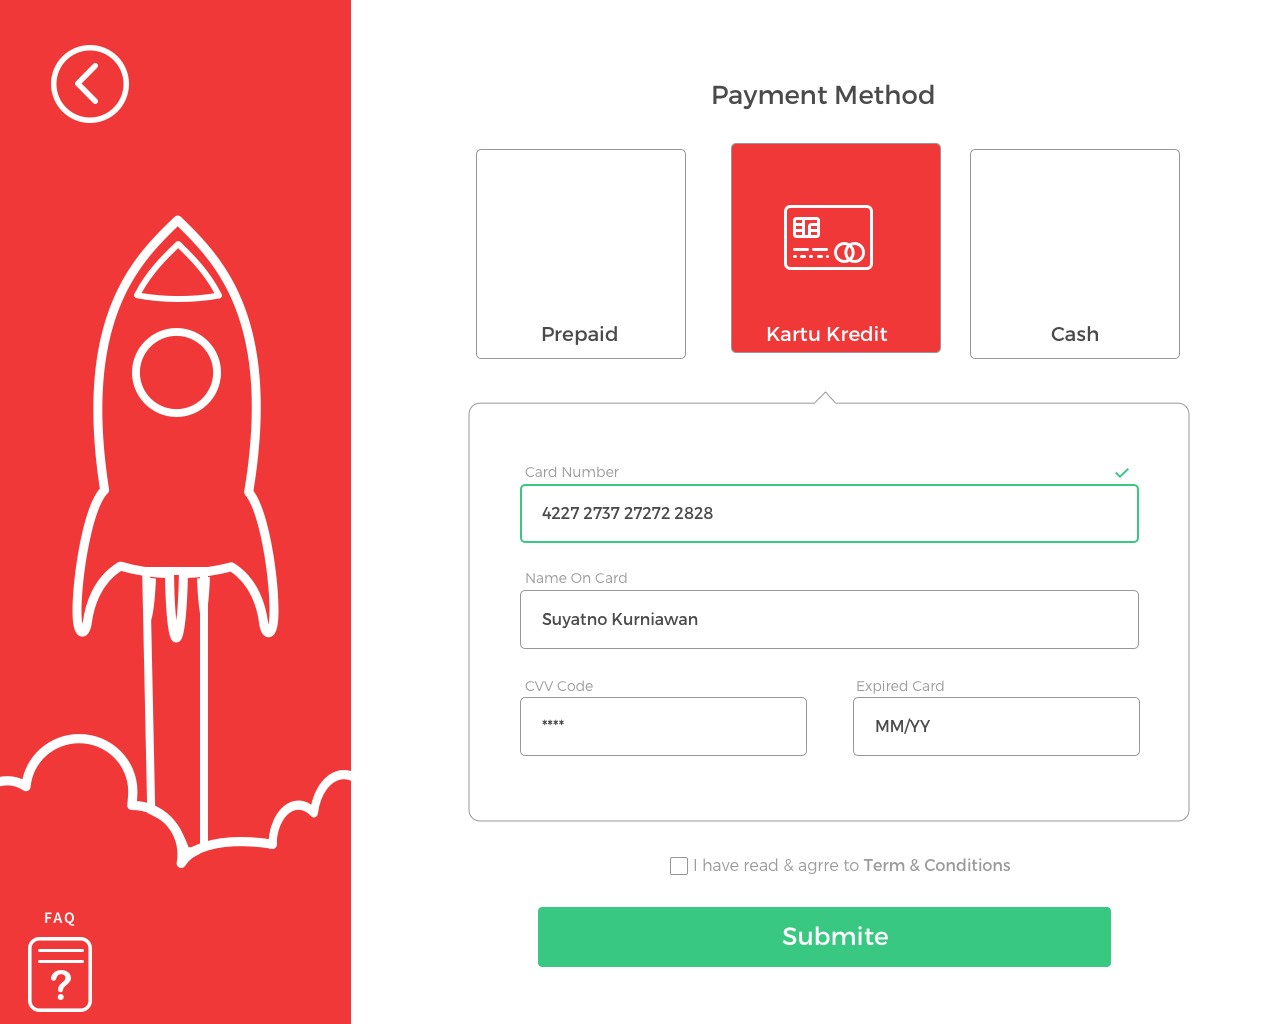 Payment Method
Prepaid
Kartu Kredit
Cash
Card Number
4227 2737 27272 2828
Name On Card
Suyatno Kurniawan
CVV Code
Expired Card
****
MM/YY
I have read & agrre to Term & Conditions
Submite
FAQ
?